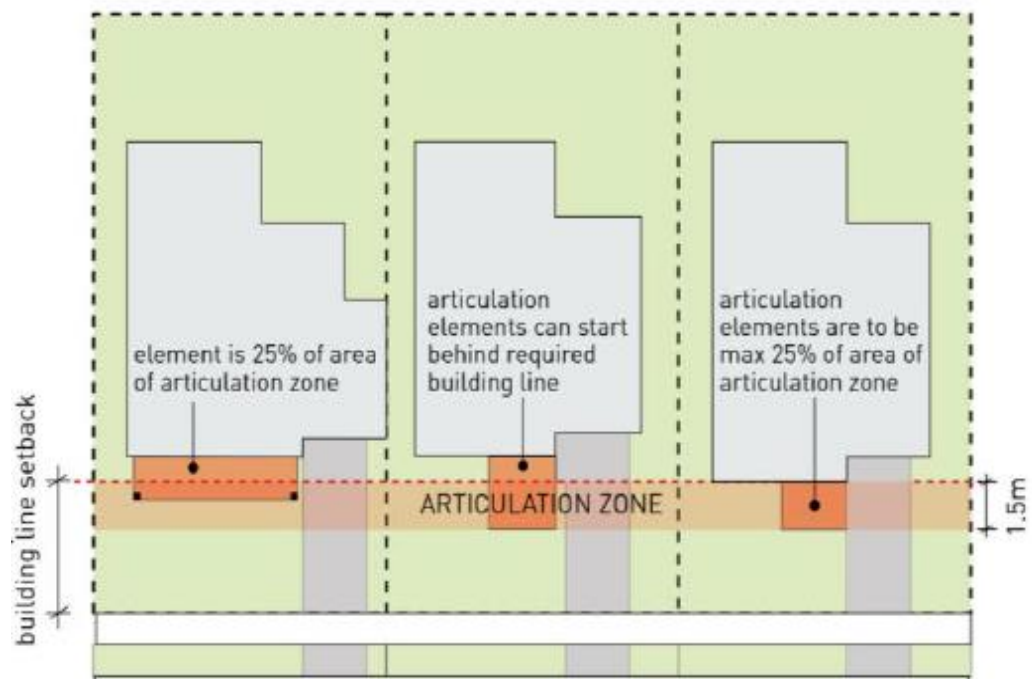 element is 25% of area
of articulation zone
articulation
elements can start
behind required
building line
articulation
elements are to be
max 25% of area of
articulation zone
ARTICULATION ZONE
building line setback
1.5m